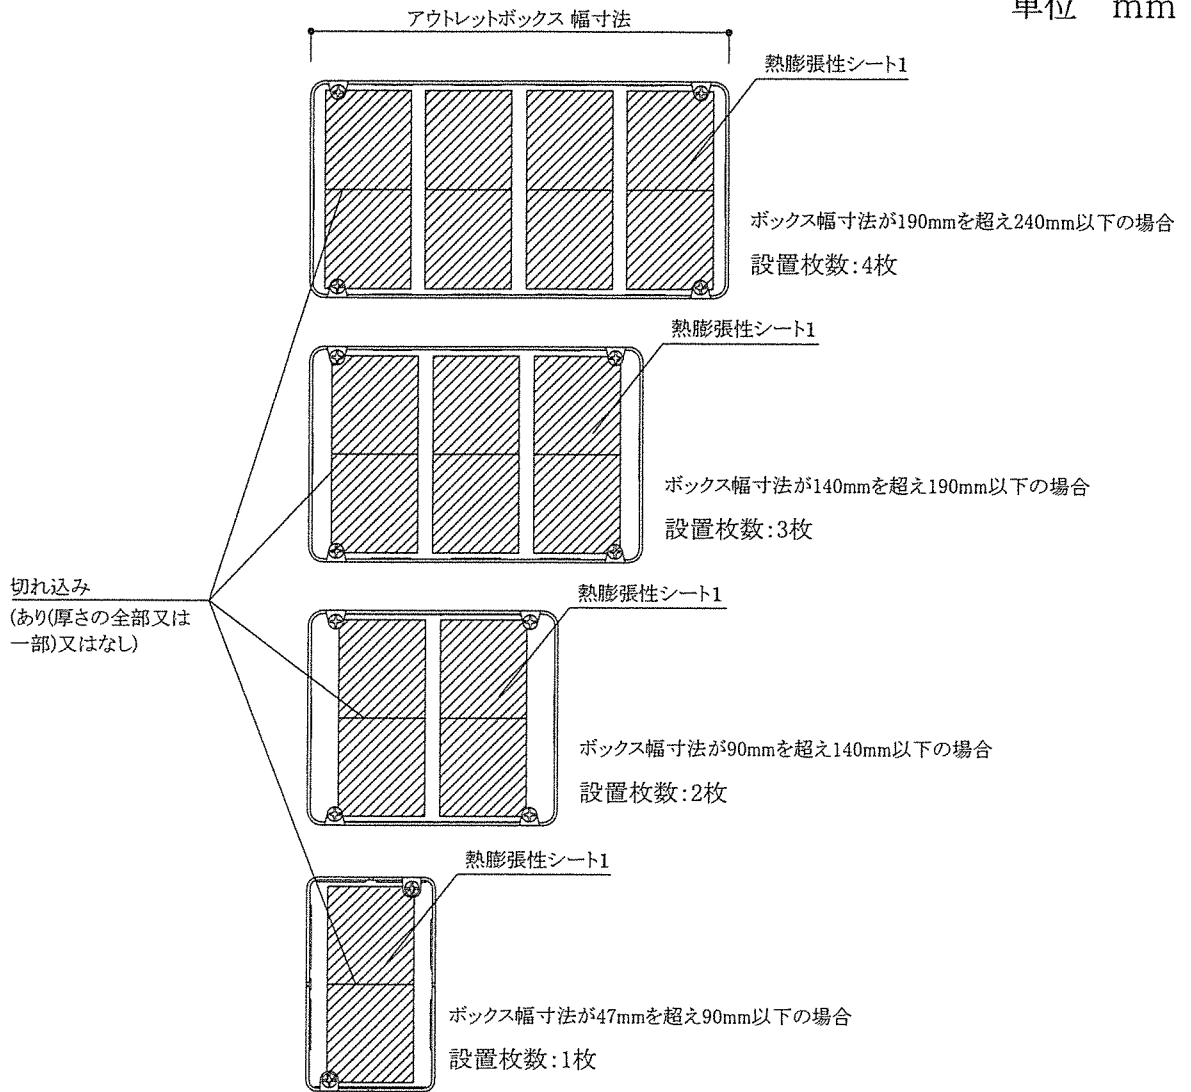 単位 mm
アウトレットボックス 幅寸法
熱膨張性シート1
ボックス幅寸法が190mmを超え240mm以下の場合
設置枚数:4枚
熱膨張性シート1
ボックス幅寸法が140mmを超え190mm以下の場合
設置枚数:3枚
切れ込み
(あり(厚さの全部又は
一部)又はなし)
熱膨張性シート1
ボックス幅寸法が90mmを超え140mm以下の場合
設置枚数:2枚
熱膨張性シート1
ボックス幅寸法が47mmを超え90mm以下の場合
設置枚数:1枚